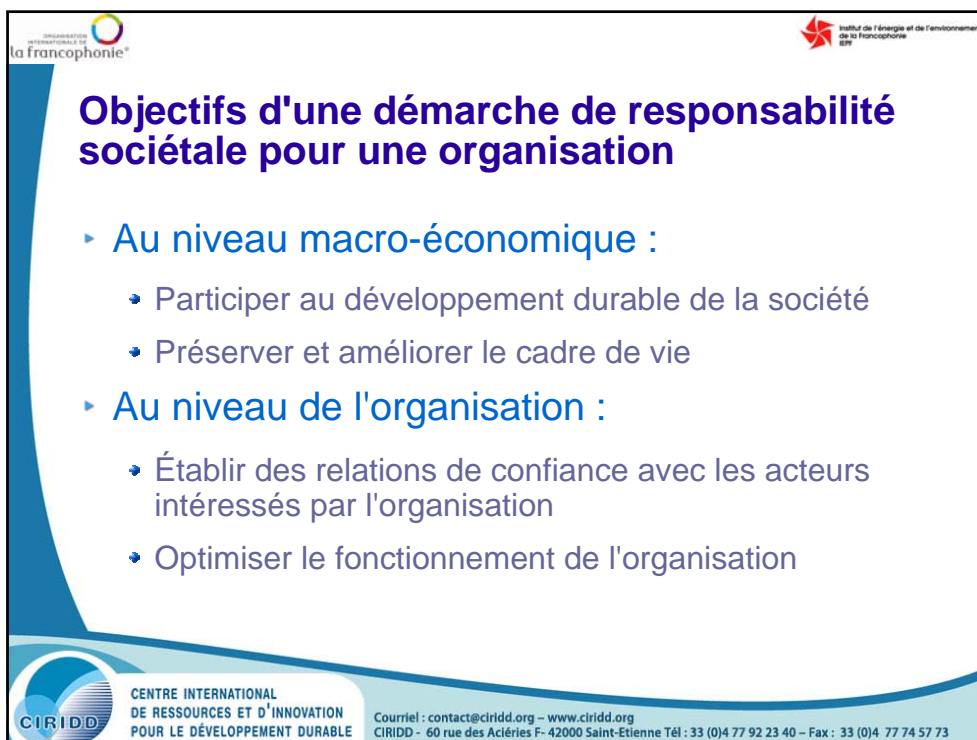 ORGANISATION
INTERNATIONALE DE
la francophonie®
Institut de l'énergie et de l'environnement
de la Francophonie
IEPF
Objectifs d'une démarche de responsabilité
sociétale pour une organisation
Au niveau macro-économique :
Participer au développement durable de la société
Préserver et améliorer le cadre de vie
Au niveau de l'organisation :
Établir des relations de confiance avec les acteurs
intéressés par l'organisation
Optimiser le fonctionnement de l'organisation
CIRIDD
CENTRE INTERNATIONAL
DE RESSOURCES ET D'INNOVATION
POUR LE DÉVELOPPEMENT DURABLE
Courriel : contact@ciridd.org – www.ciridd.org
CIRIDD - 60 rue des Aciéries F- 42000 Saint-Etienne Tél : 33 (0)4 77 92 23 40 – Fax : 33 (0)4 77 74 57 73